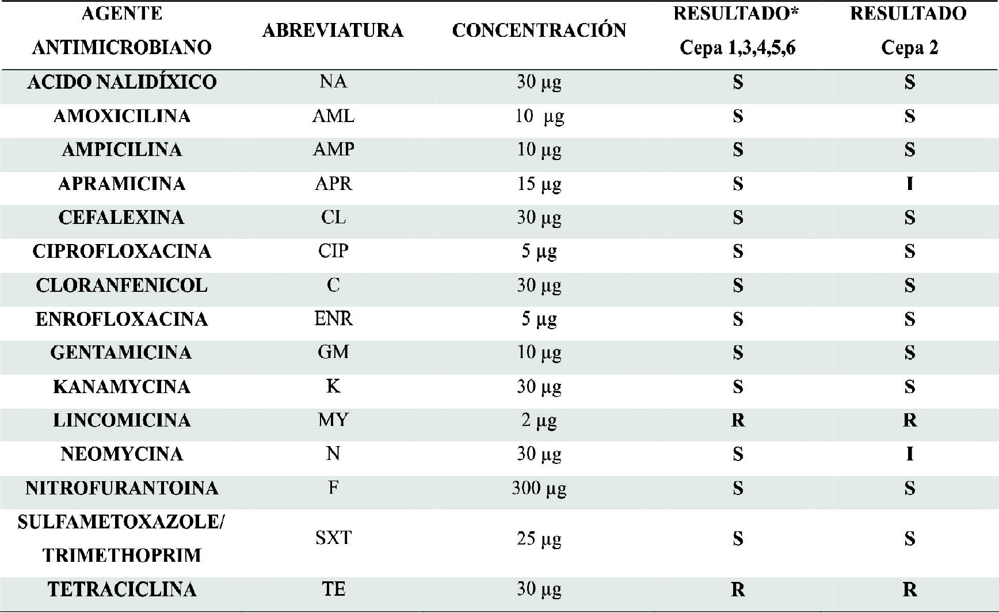 AGENTE ANTIMICROBIANO ABREVIATURA CONCENTRACIÓN RESULTADO* Cepa 1,3,4,5,6 RESULTADO Cepa 2
ACIDO NALIDÍXICO NA 30 µg S S
AMOXICILINA AML 10 µg S S
AMPICILINA AMP 10 µg S S
APRAMICINA APR 15 µg S I
CEFALEXINA CL 30 µg S S
CIPROFLOXACINA CIP 5 µg S S
CLORANFENICOL C 30 µg S S
ENROFLOXACINA ENR 5 µg S S
GENTAMICINA GM 10 µg S S
KANAMYCINA K 30 µg S S
LINCOMICINA MY 2 µg R R
NEOMYCINA N 30 µg S I
NITROFURANTOINA F 300 µg S S
SULFAMETOXAZOLE/ TRIMETHOPRIM SXT 25 µg S S
TETRACICLINA TE 30 µg R R